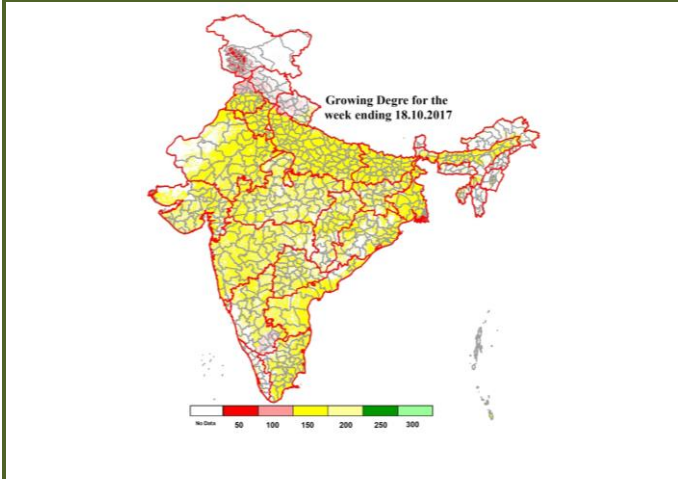 Growing Degre for the
week ending 18.10.2017
No Data 50 100 150 200 250 300